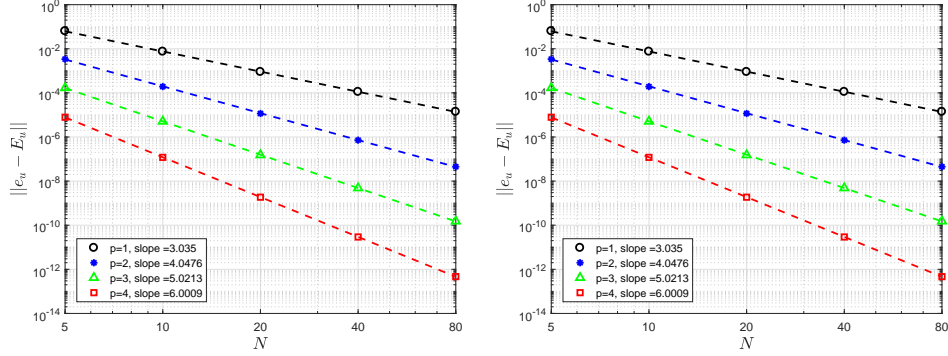 10^0
10^-2
10^-4
10^-6
10^-8
10^-10
10^-12
10^-14
||e_u − E_u||
p=1, slope =3.035
p=2, slope =4.0476
p=3, slope =5.0213
p=4, slope =6.0009
5 10 20 40 80
N
10^0
10^-2
10^-4
10^-6
10^-8
10^-10
10^-12
10^-14
||e_u − E_u||
p=1, slope =3.035
p=2, slope =4.0476
p=3, slope =5.0213
p=4, slope =6.0009
5 10 20 40 80
N